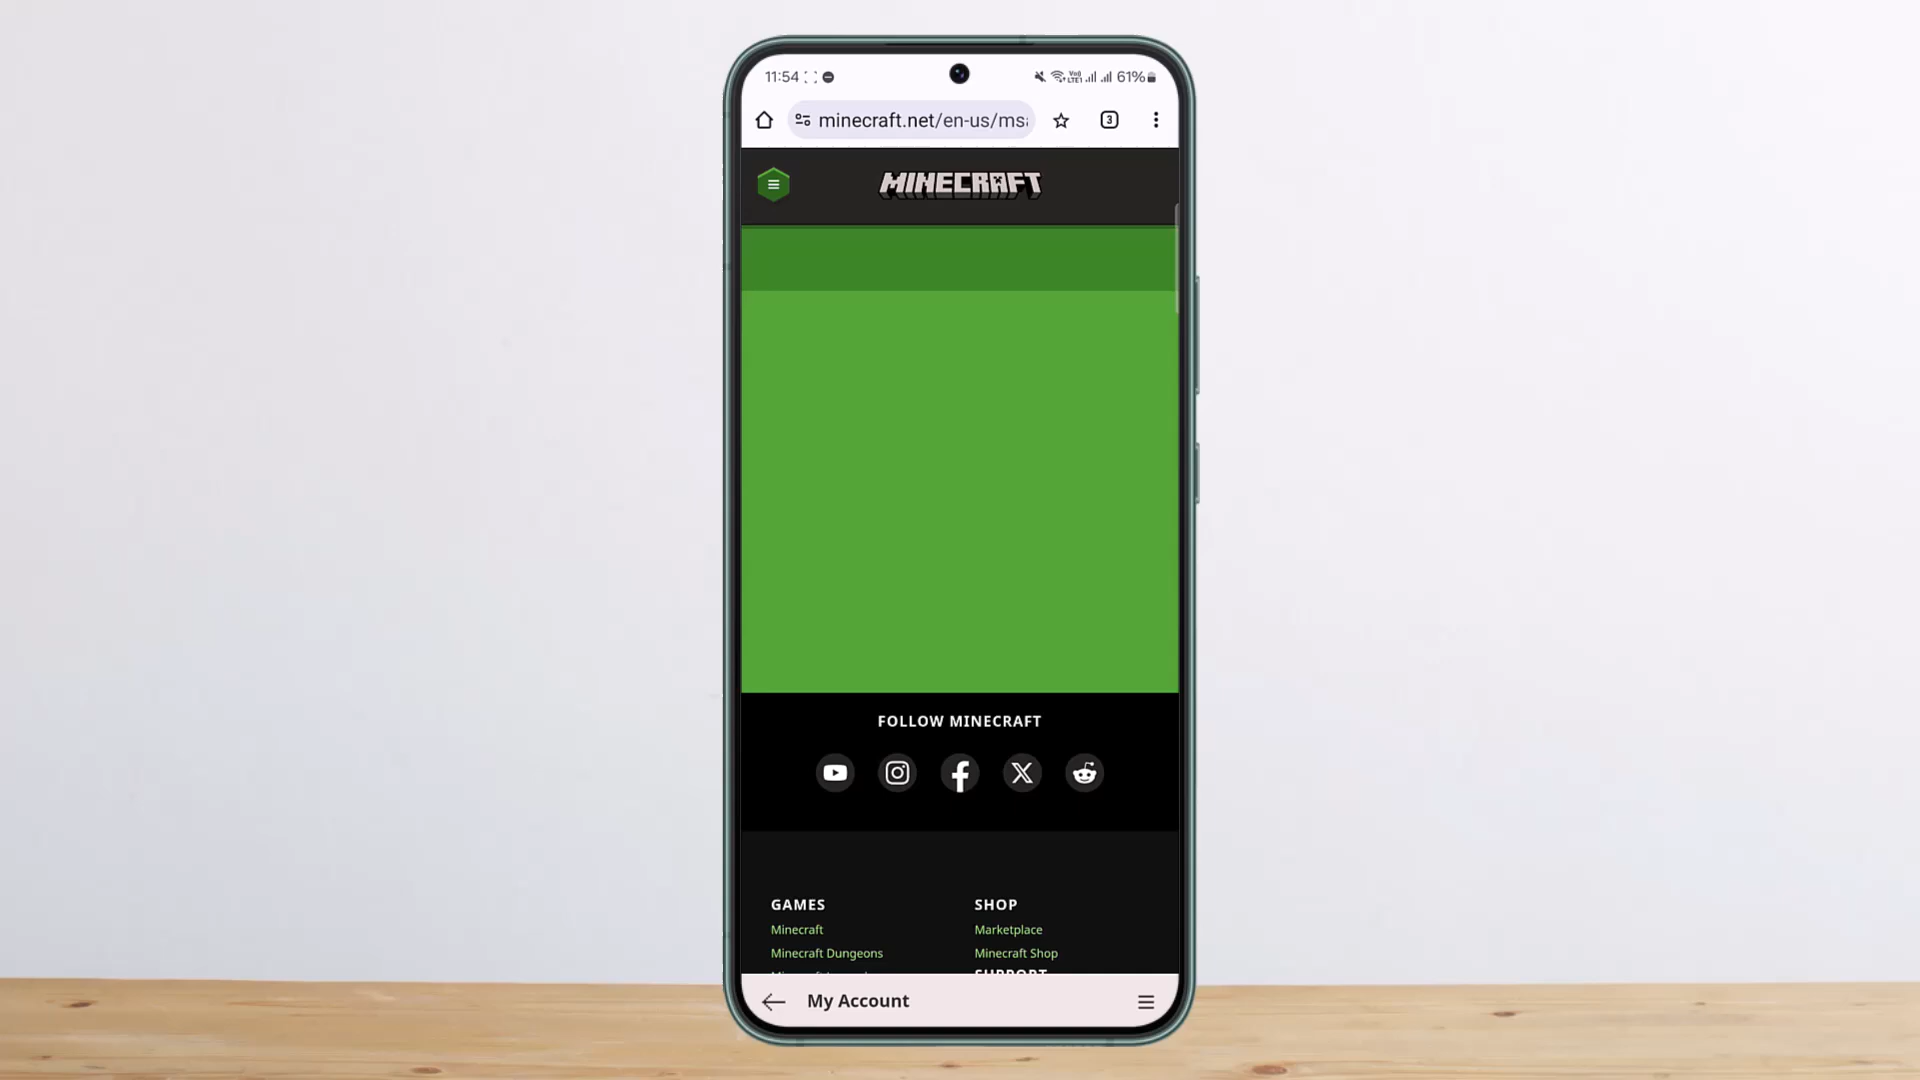 11:54 61%
minecraft.net/en-us/ms
3
MINECRAFT
FOLLOW MINECRAFT
GAMES
Minecraft
Minecraft Dungeons
SHOP
Marketplace
Minecraft Shop
SUPPORT
My Account